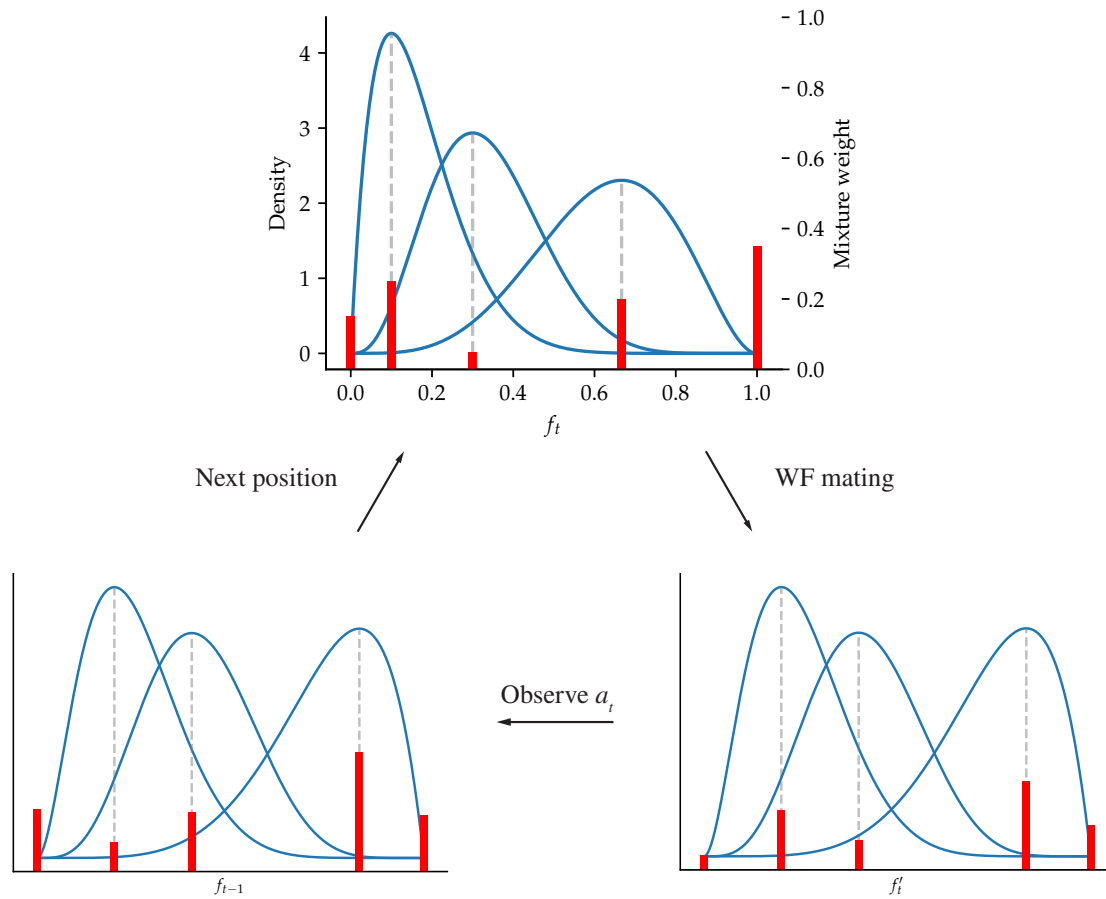 Density
4
3
2
1
0
1.0
0.8
0.6
0.4
0.2
0.0
Mixture weight
0.0 0.2 0.4 0.6 0.8 1.0
f_t
Next position
WF mating
Observe a_t
f_{t−1}
f′_t